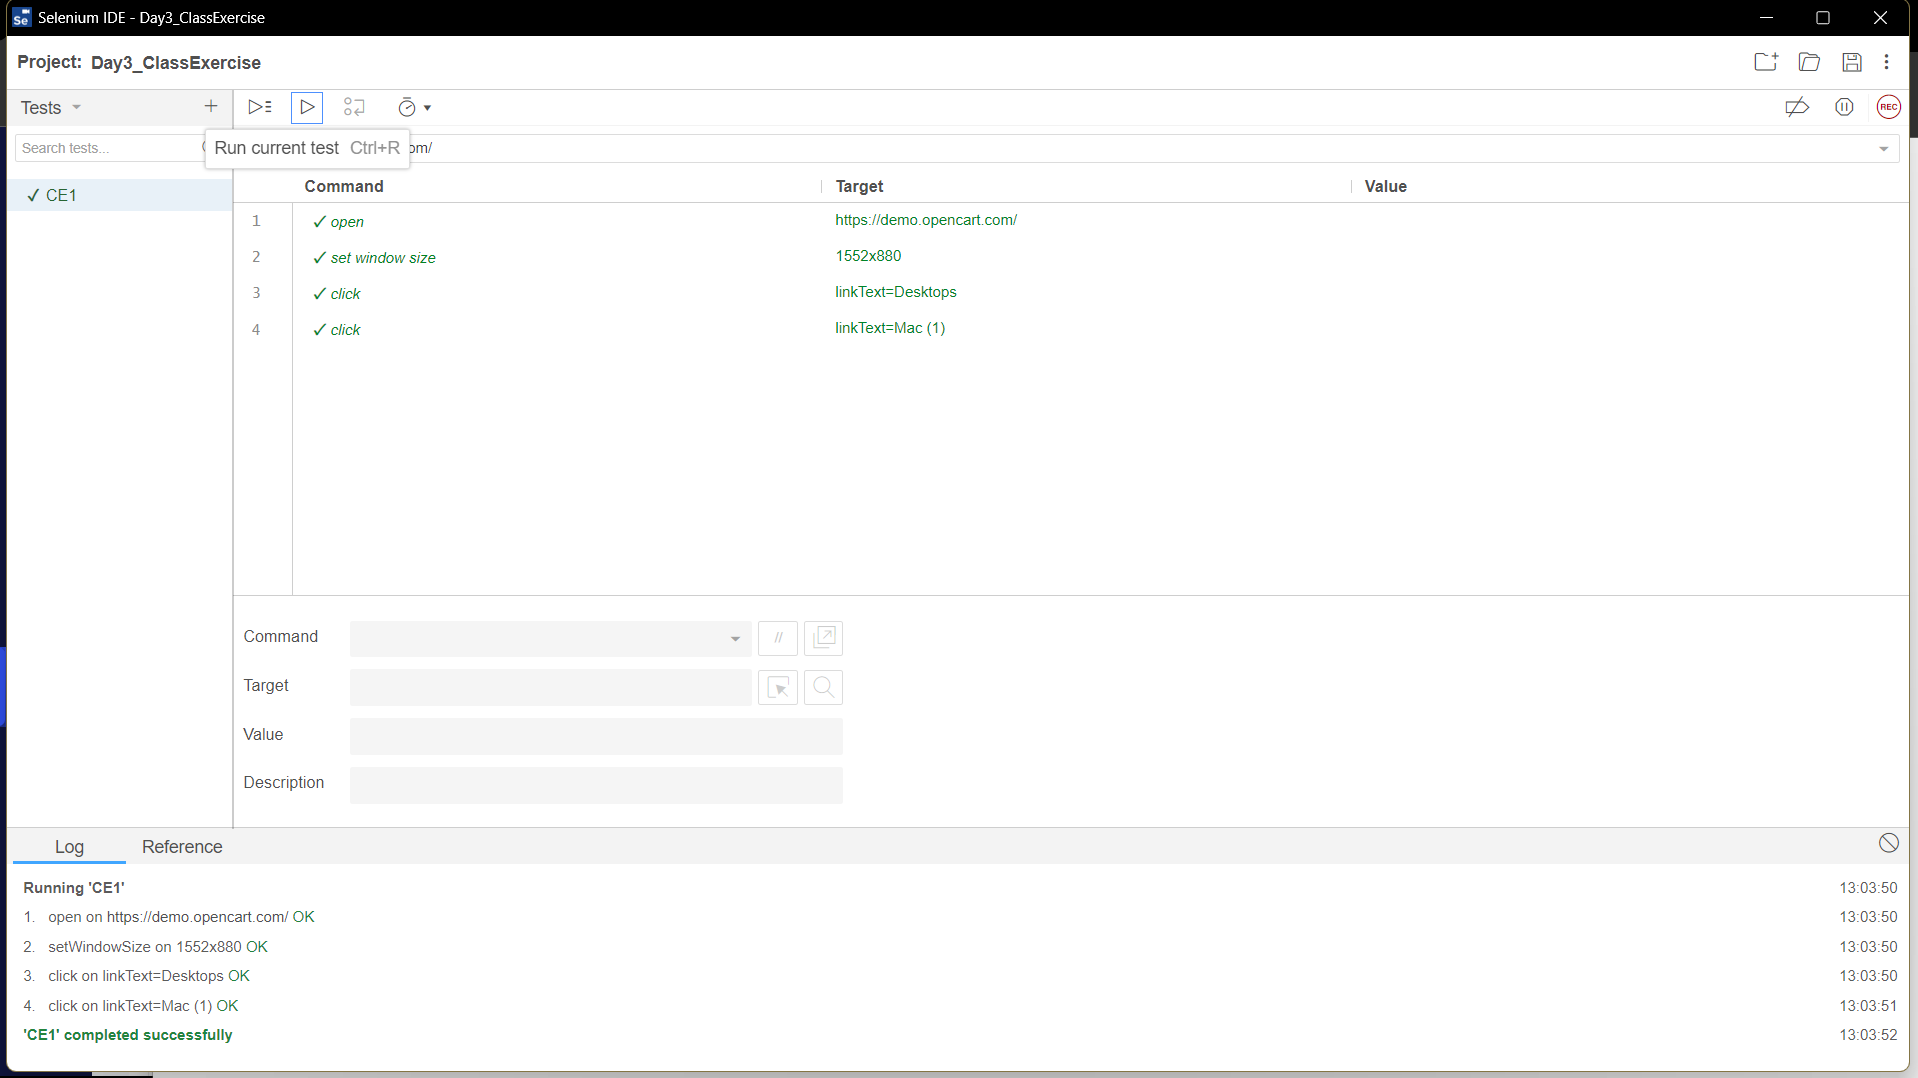 Se Selenium IDE - Day3_ClassExercise
Project: Day3_ClassExercise
Tests
REC
Search tests...
Run current test Ctrl+R
om/
Command Target Value
CE1
1 open https://demo.opencart.com/
2 set window size 1552x880
3 click linkText=Desktops
4 click linkText=Mac (1)
Command //
Target
Value
Description
Log Reference
Running 'CE1' 13:03:50
1. open on https://demo.opencart.com/ OK 13:03:50
2. setWindowSize on 1552x880 OK 13:03:50
3. click on linkText=Desktops OK 13:03:50
4. click on linkText=Mac (1) OK 13:03:51
'CE1' completed successfully 13:03:52